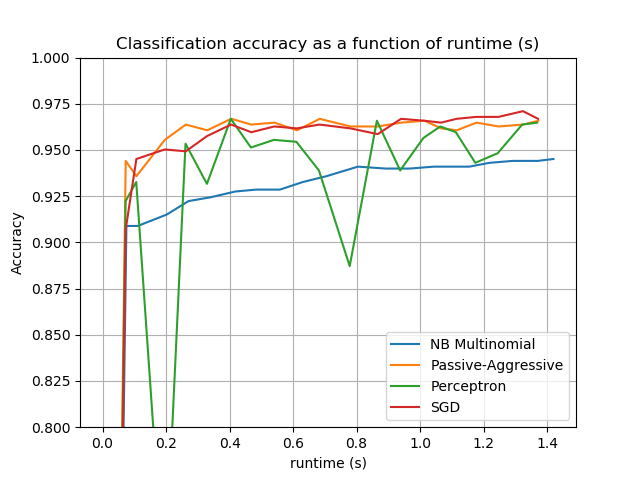 Classification accuracy as a function of runtime (s)
1.000
0.975
0.950
0.925
0.900
0.875
0.850
0.825
0.800
Accuracy
0.0 0.2 0.4 0.6 0.8 1.0 1.2 1.4
runtime (s)
NB Multinomial
Passive-Aggressive
Perceptron
SGD